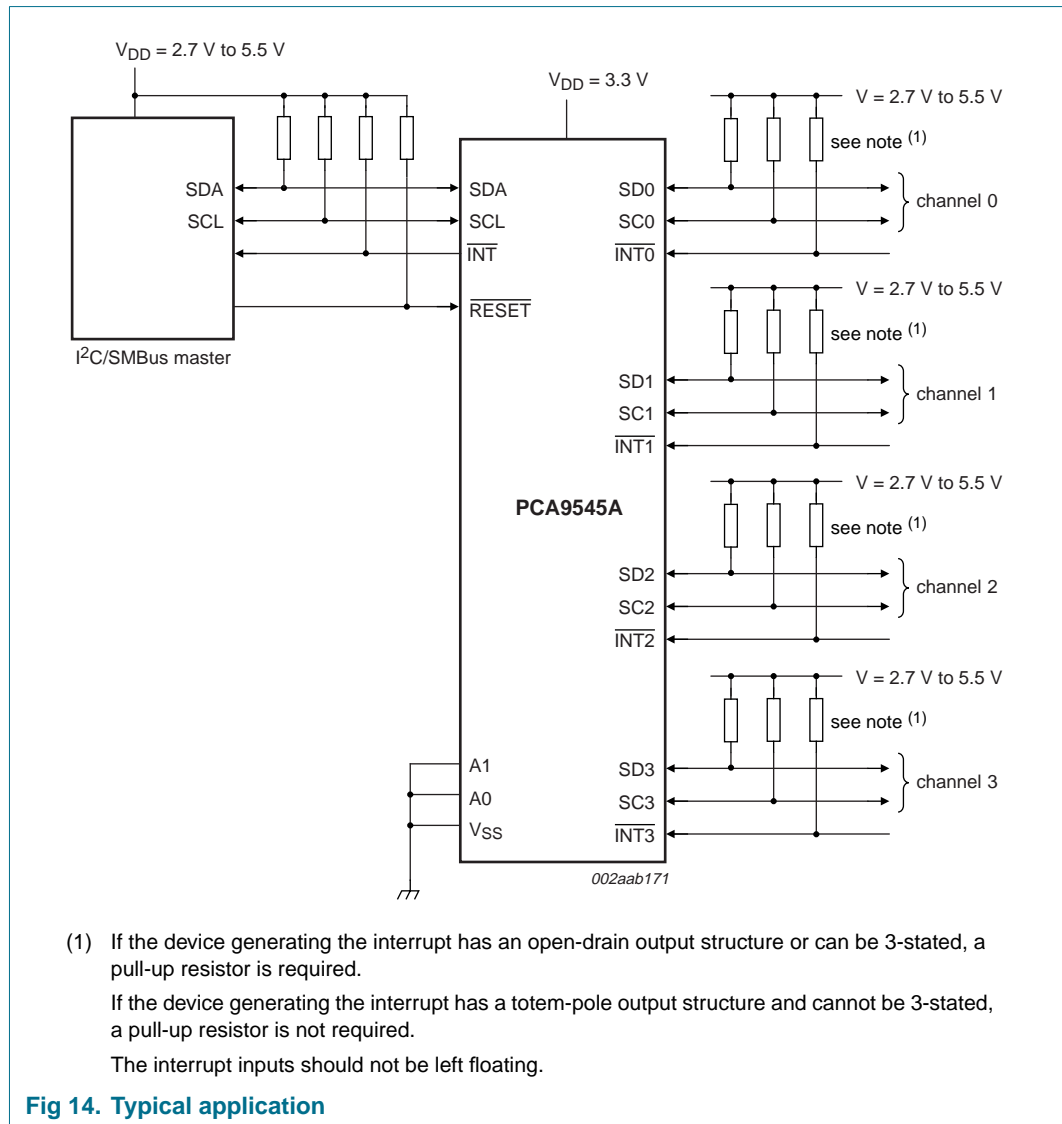 V_DD = 2.7 V to 5.5 V
V_DD = 3.3 V
V = 2.7 V to 5.5 V
see note (1)
SDA
SCL
I²C/SMBus master
SDA
SCL
INT
RESET
SD0
SC0
INT0
channel 0
V = 2.7 V to 5.5 V
see note (1)
SD1
SC1
INT1
channel 1
PCA9545A
V = 2.7 V to 5.5 V
see note (1)
SD2
SC2
INT2
channel 2
V = 2.7 V to 5.5 V
see note (1)
A1
A0
V_SS
SD3
SC3
INT3
channel 3
002aab171
(1) If the device generating the interrupt has an open-drain output structure or can be 3-stated, a
pull-up resistor is required.
If the device generating the interrupt has a totem-pole output structure and cannot be 3-stated,
a pull-up resistor is not required.
The interrupt inputs should not be left floating.
Fig 14. Typical application